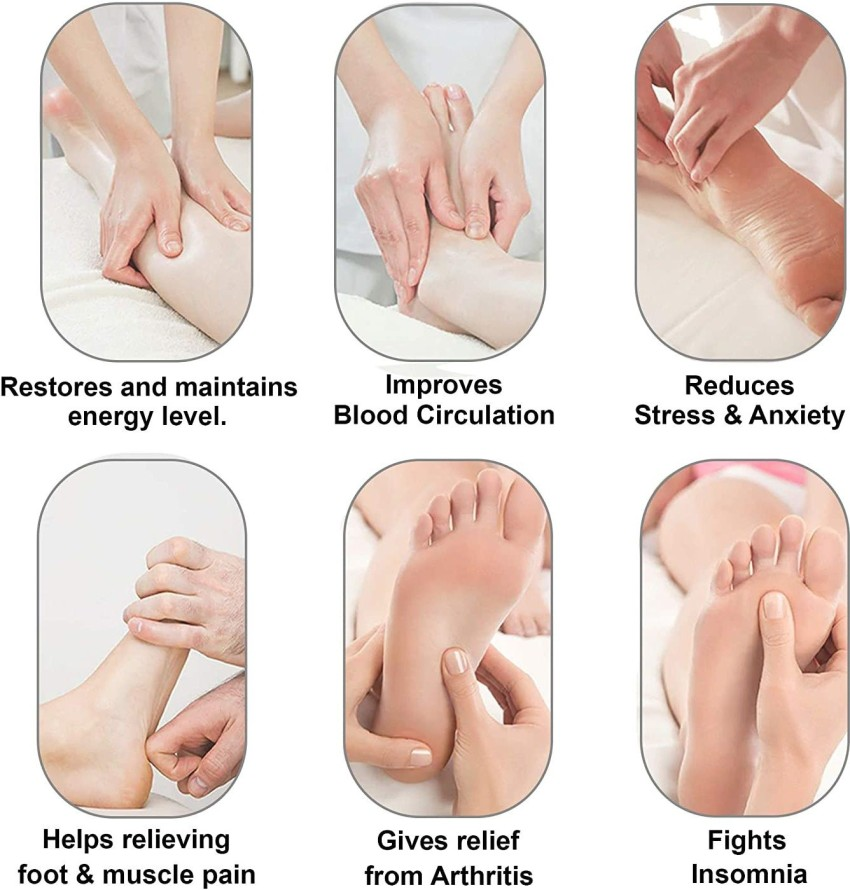 Restores and maintains
energy level.
Improves
Blood Circulation
Reduces
Stress & Anxiety
Helps relieving
foot & muscle pain
Gives relief
from Arthritis
Fights
Insomnia